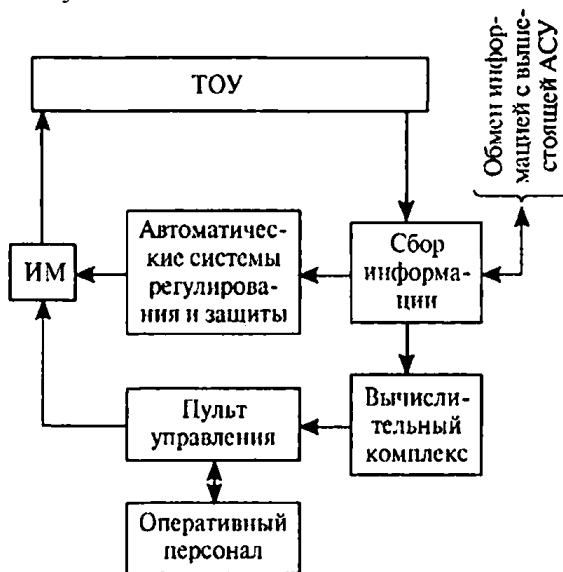 ТОУ
Обмен инфор-
мацией с выше-
стоящей АСУ
ИМ
Автоматичес-
кие системы
регулирова-
ния и защиты
Сбор
информа-
ции
Пульт
управления
Вычисли-
тельный
комплекс
Оперативный
персонал